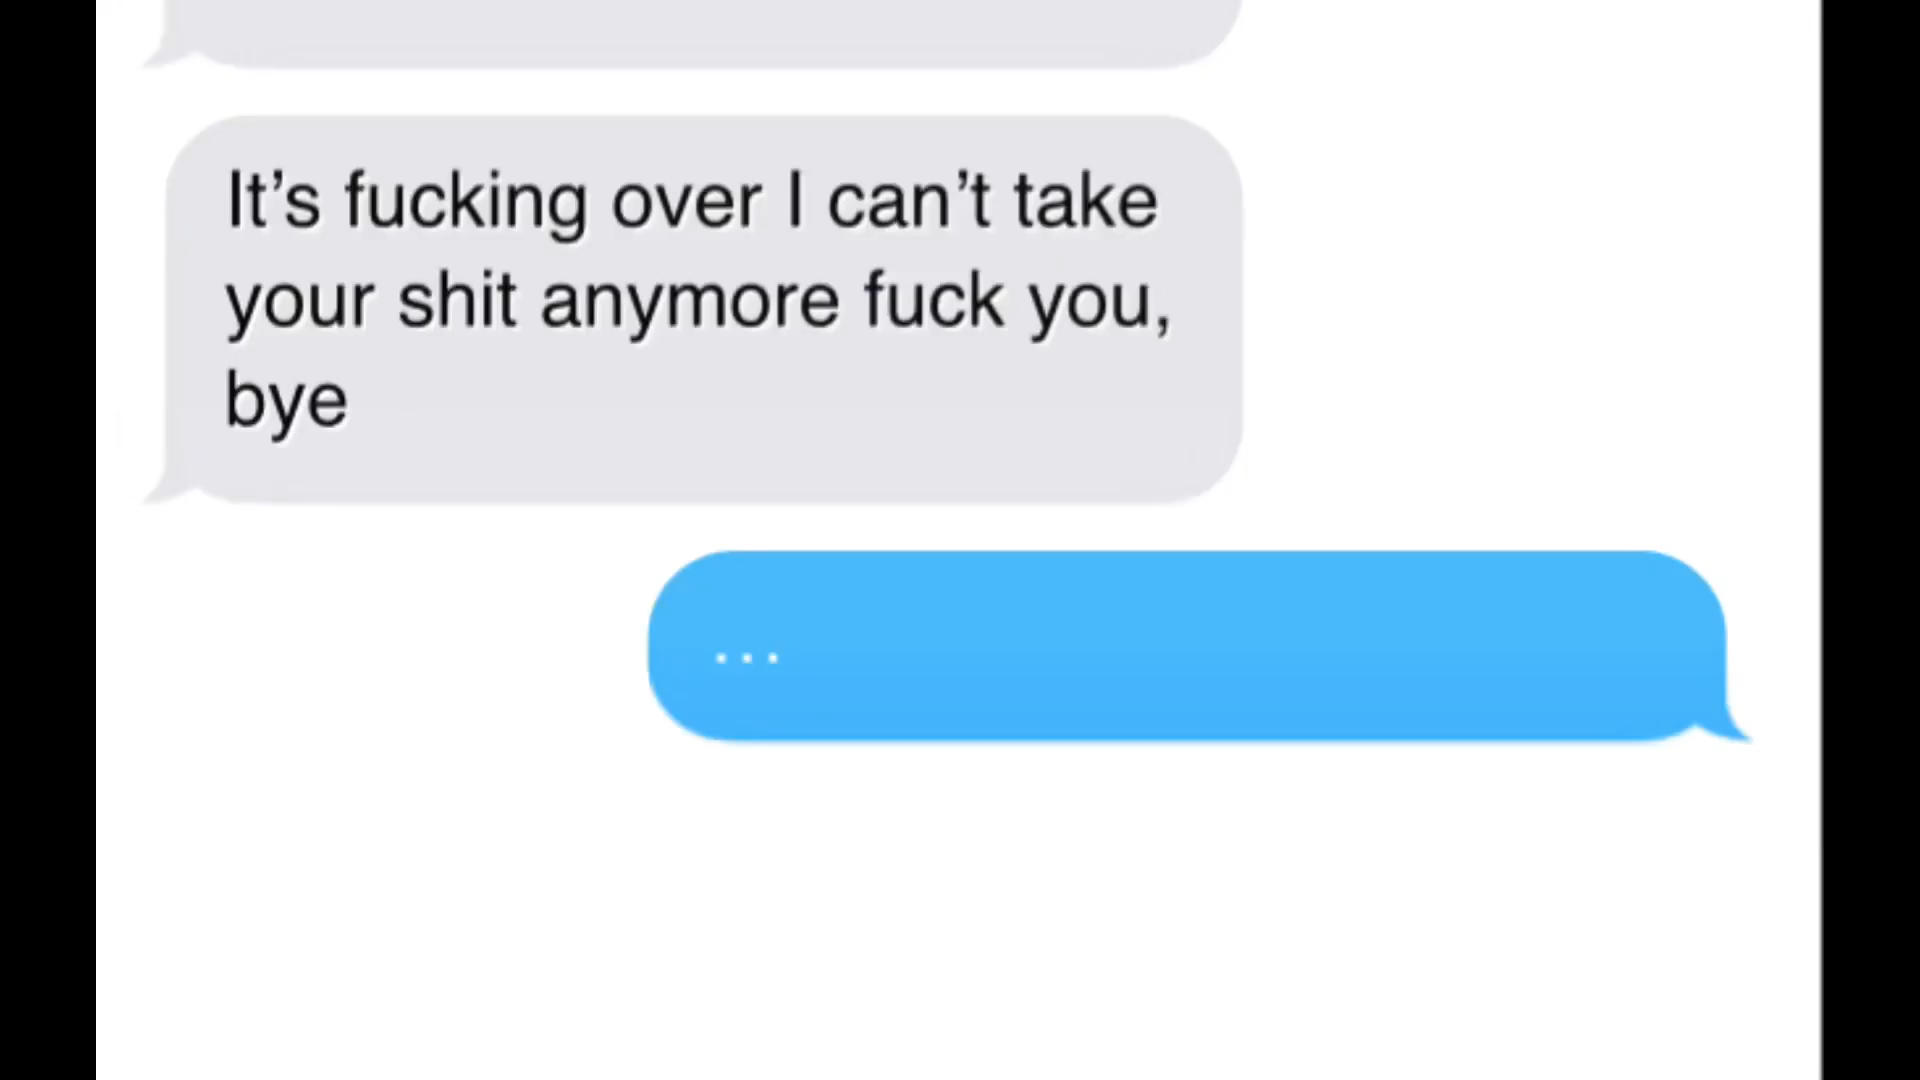 It’s fucking over I can’t take
your shit anymore fuck you,
bye
...